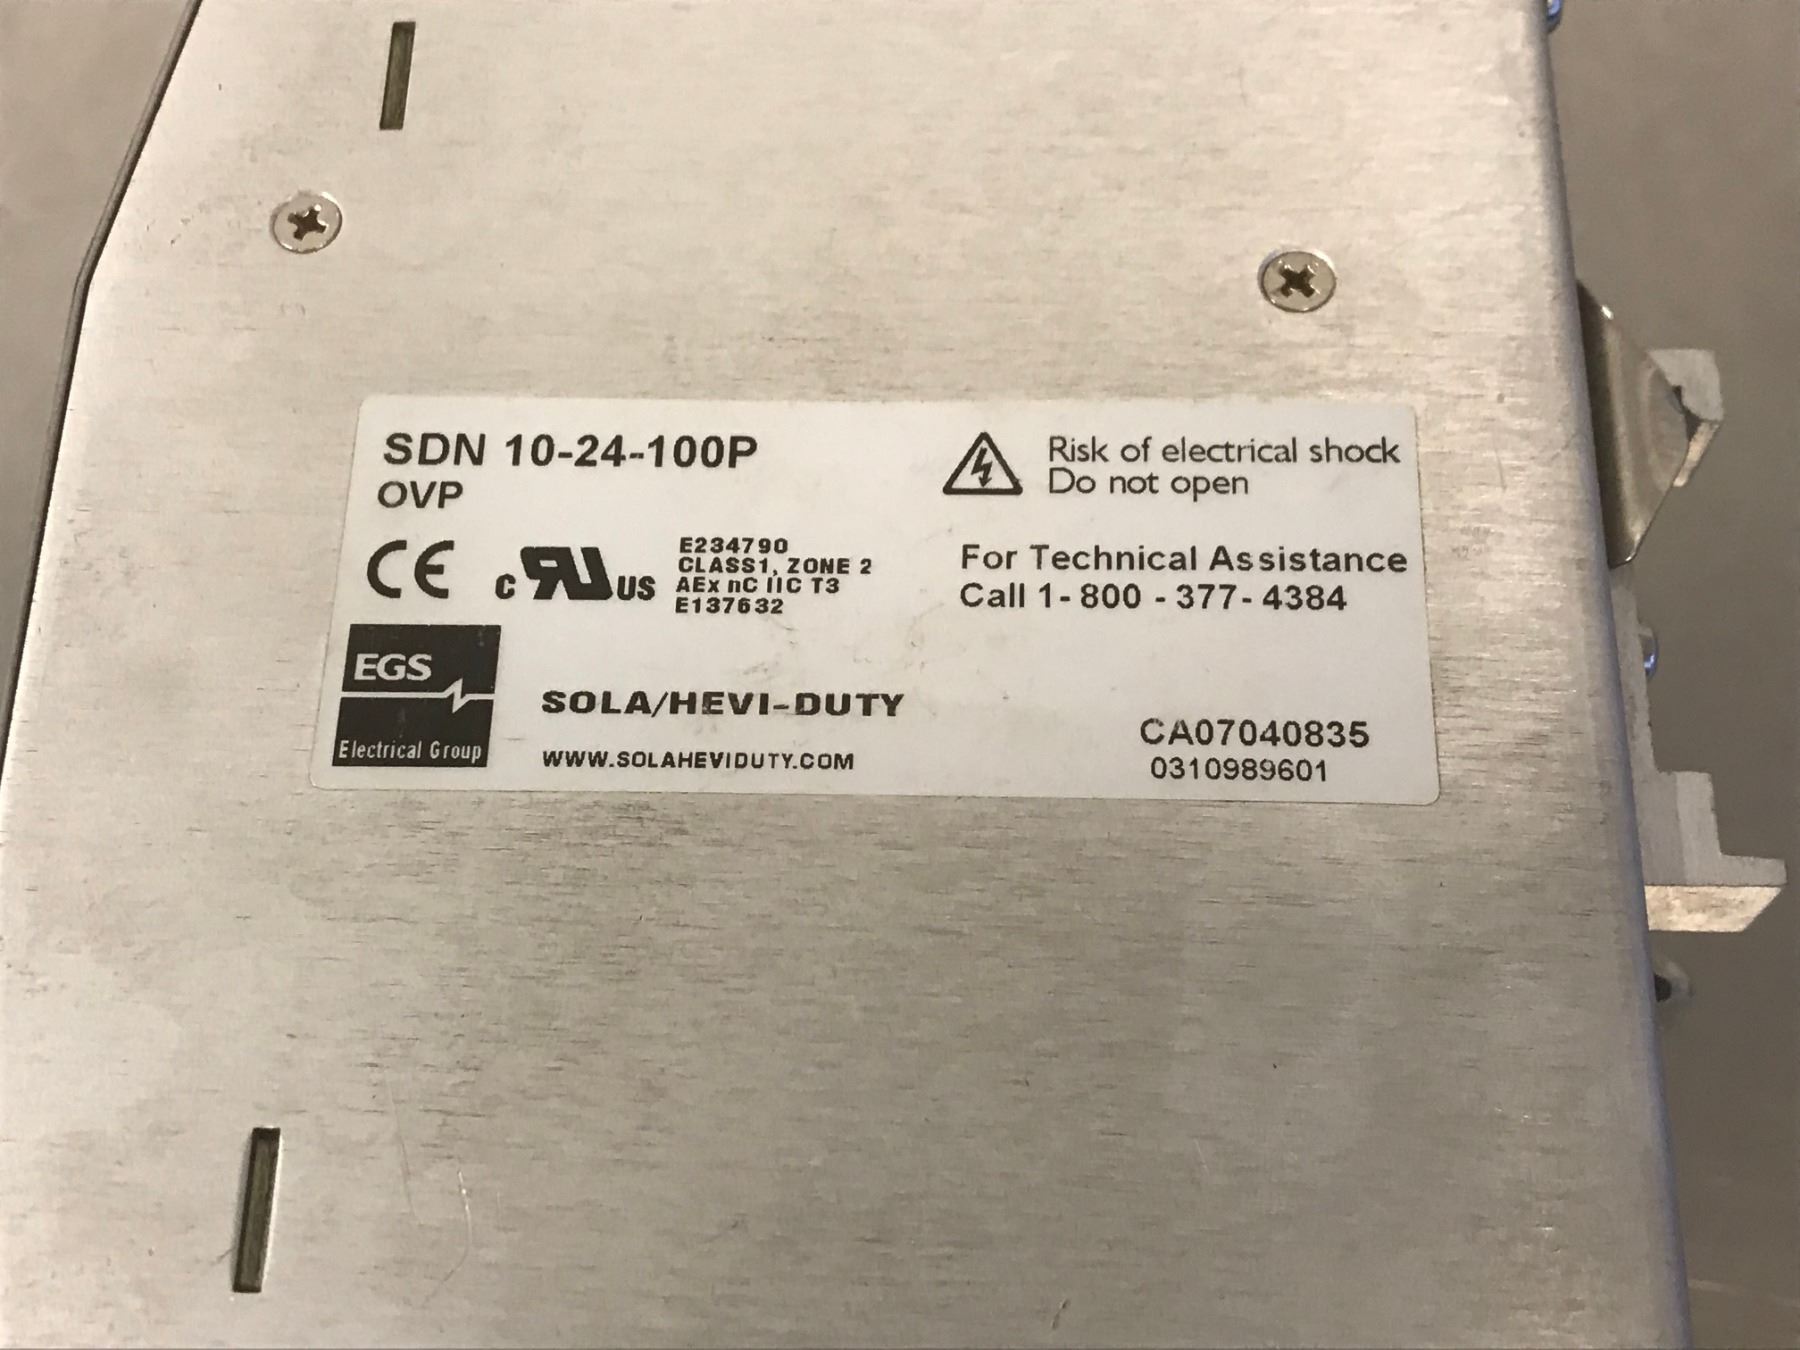 SDN 10-24-100P
OVP
Risk of electrical shock
Do not open
CE
c RU US
E234790
CLASS1, ZONE 2
AEx nC IIC T3
E137632
For Technical Assistance
Call 1-800-377-4384
EGS
Electrical Group
SOLA/HEVI-DUTY
WWW.SOLAHEVIDUTY.COM
CA07040835
0310989601